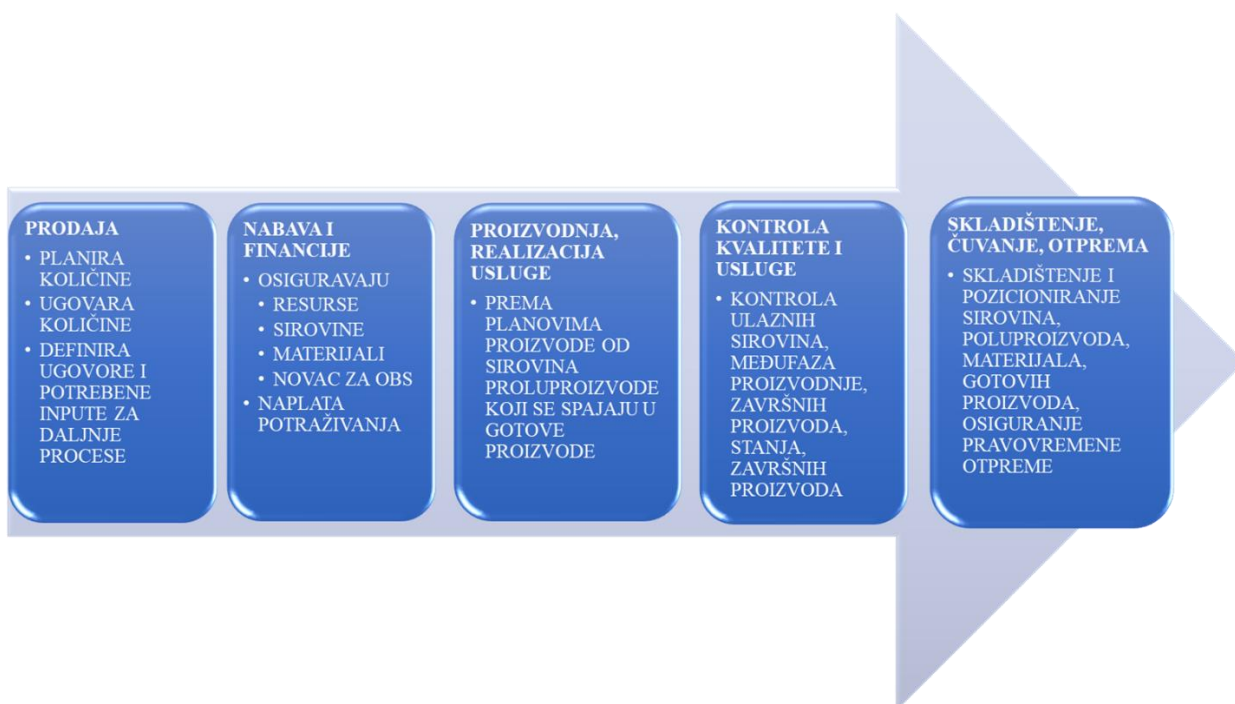 PRODAJA
• PLANIRA
KOLIČINE
• UGOVARA
KOLIČINE
• DEFINIRA
UGOVORE I
POTREBENE
INPUTE ZA
DALJNJE
PROCESE
NABAVA I
FINANCIJE
• OSIGURAVAJU
• RESURSE
• SIROVINE
• MATERIJALI
• NOVAC ZA OBS
• NAPLATA
POTRAŽIVANJA
PROIZVODNJA,
REALIZACIJA
USLUGE
• PREMA
PLANOVIMA
PROIZVODE OD
SIROVINA
PROLUPROIZVODE
KOJI SE SPAJAJU U
GOTOVE
PROIZVODE
KONTROLA
KVALITETE I
USLUGE
• KONTROLA
ULAZNIH
SIROVINA,
MEĐUFAZA
PROIZVODNJE,
ZAVRŠNIH
PROIZVODA,
STANJA,
ZAVRŠNIH
PROIZVODA
SKLADIŠTENJE,
ČUVANJE, OTPREMA
• SKLADIŠTENJE I
POZICIONIRANJE
SIROVINA,
POLUPROIZVODA,
MATERIJALA,
GOTOVIH
PROIZVODA,
OSIGURANJE
PRAVOVREMENE
OTPREME